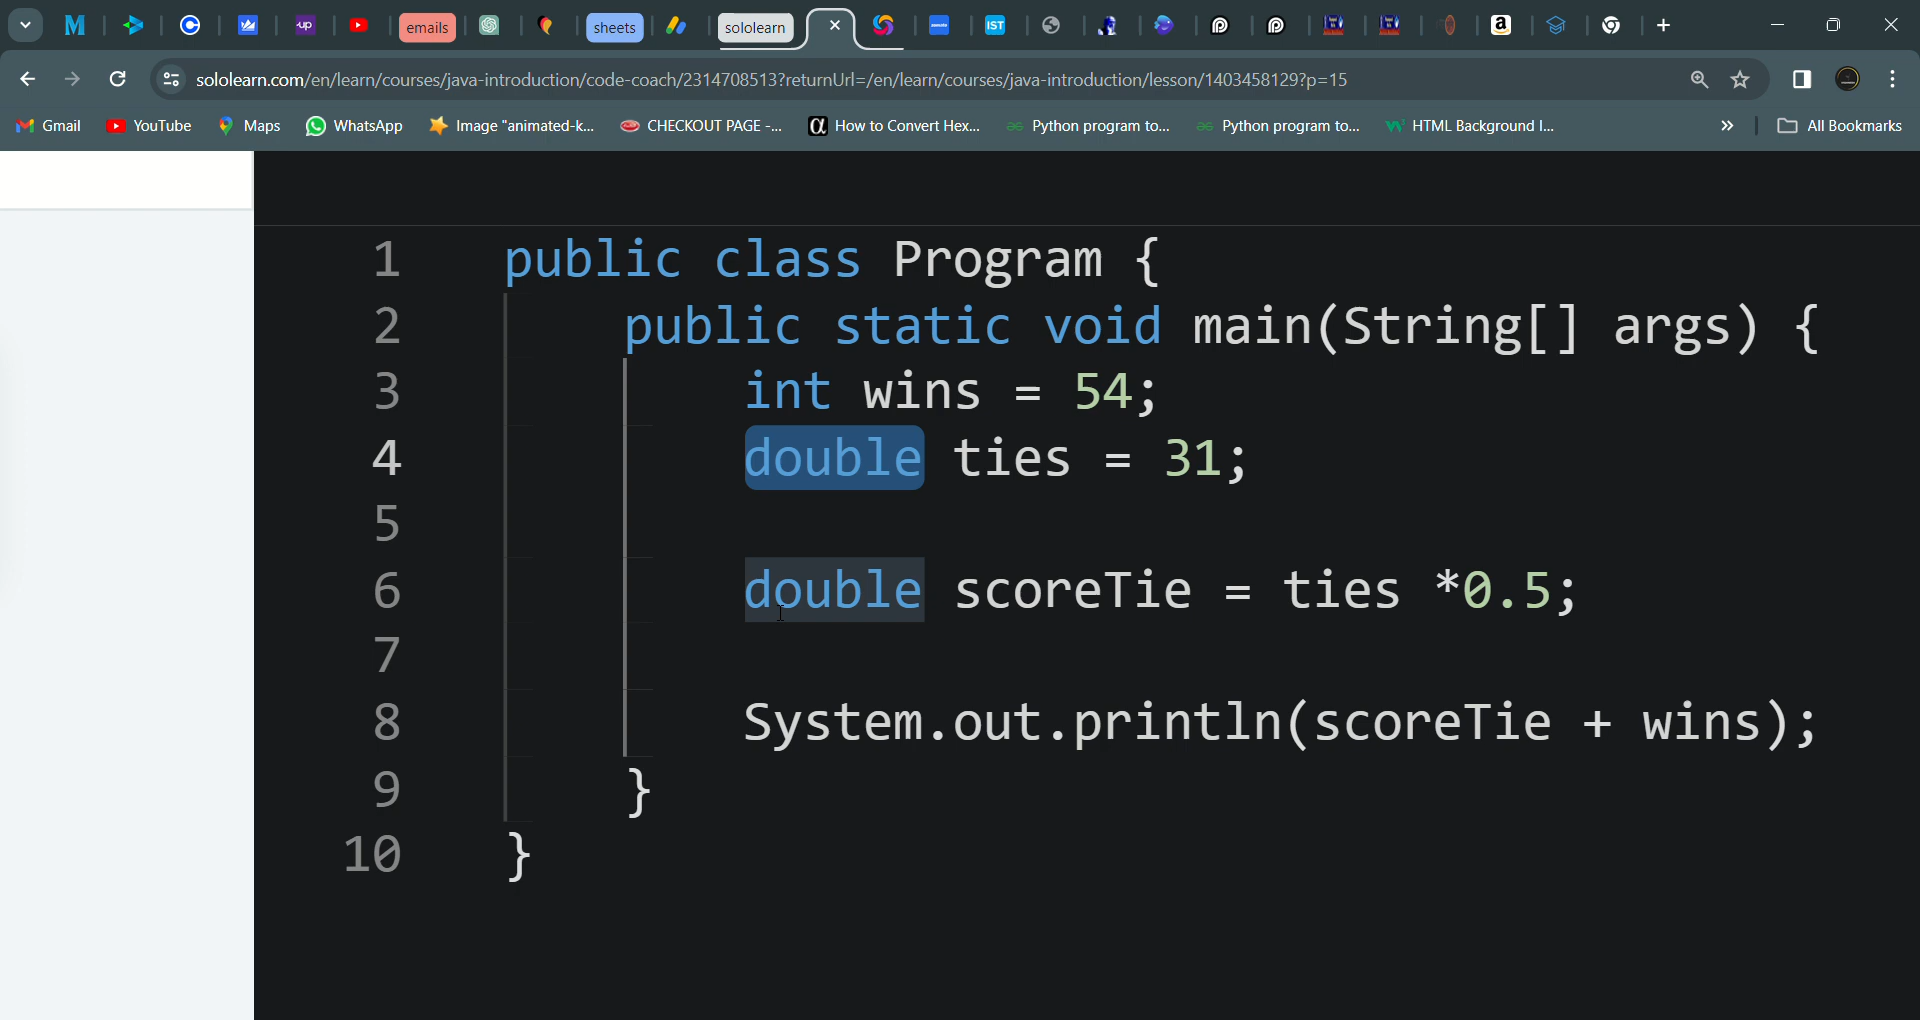 up
emails
sheets
sololearn
IST
sololearn.com/en/learn/courses/java-introduction/code-coach/2314708513?returnUrl=/en/learn/courses/java-introduction/lesson/1403458129?p=15
Gmail YouTube Maps WhatsApp Image "animated-k... CHECKOUT PAGE -... How to Convert Hex... Python program to... Python program to... HTML Background I... » All Bookmarks
1 public class Program {
2 public static void main(String[] args) {
3 int wins = 54;
4 double ties = 31;
5
6 double scoreTie = ties *0.5;
7
8 System.out.println(scoreTie + wins);
9 }
10 }